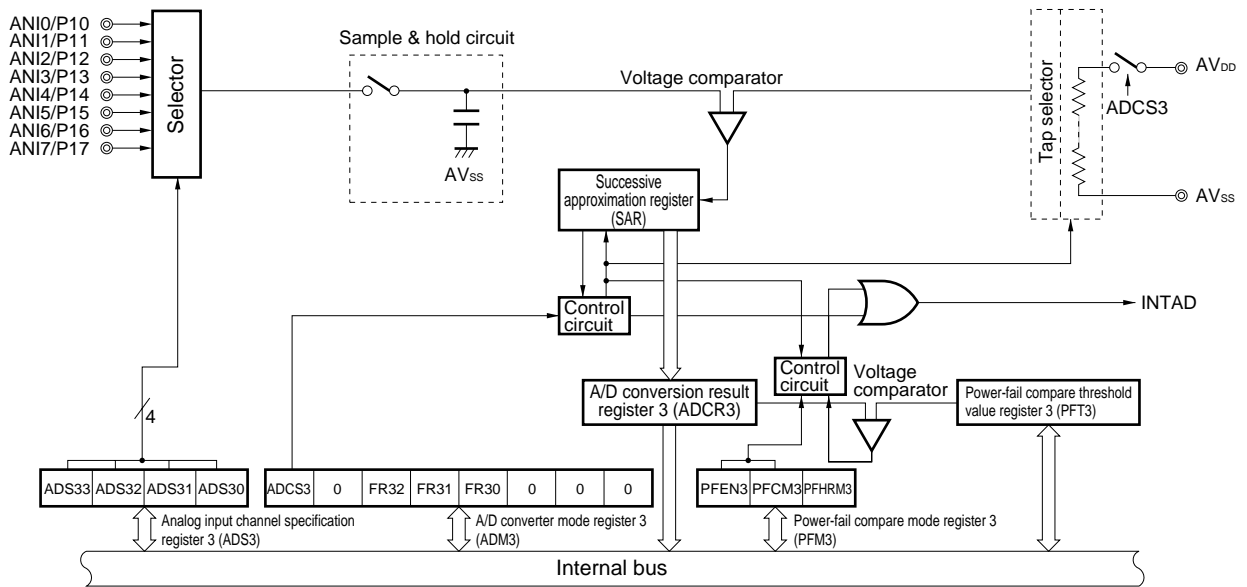 ANI0/P10
ANI1/P11
ANI2/P12
ANI3/P13
ANI4/P14
ANI5/P15
ANI6/P16
ANI7/P17
Selector
Sample & hold circuit
AVSS
Voltage comparator
Tap selector
ADCS3
AVDD
AVSS
Successive
approximation register
(SAR)
Control
circuit
INTAD
4
A/D conversion result
register 3 (ADCR3)
Control
circuit
Voltage
comparator
Power-fail compare threshold
value register 3 (PFT3)
ADS33 ADS32 ADS31 ADS30
ADCS3 0 FR32 FR31 FR30 0 0 0
PFEN3 PFCM3 PFHRM3
Analog input channel specification
register 3 (ADS3)
A/D converter mode register 3
(ADM3)
Power-fail compare mode register 3
(PFM3)
Internal bus